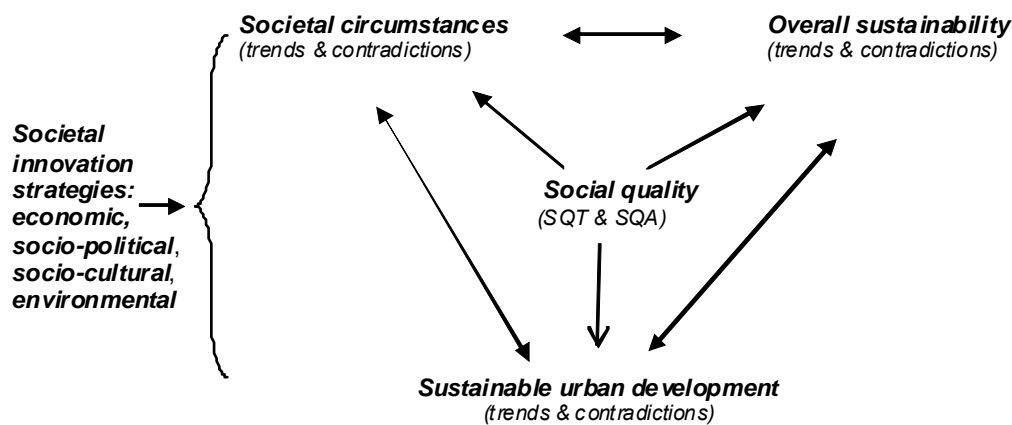 Societal circumstances
(trends & contradictions)
Overall sustainability
(trends & contradictions)
Societal
innovation
strategies:
economic,
socio-political,
socio-cultural,
environmental
Social quality
(SQT & SQA)
Sustainable urban development
(trends & contradictions)